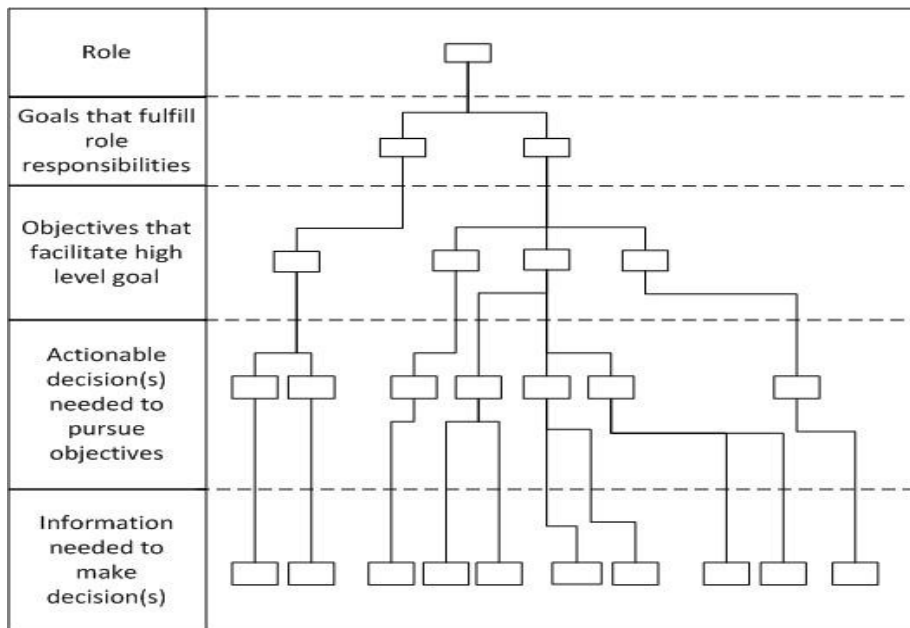 Role
Goals that fulfill
role
responsibilities
Objectives that
facilitate high
level goal
Actionable
decision(s)
needed to
pursue
objectives
Information
needed to
make
decision(s)